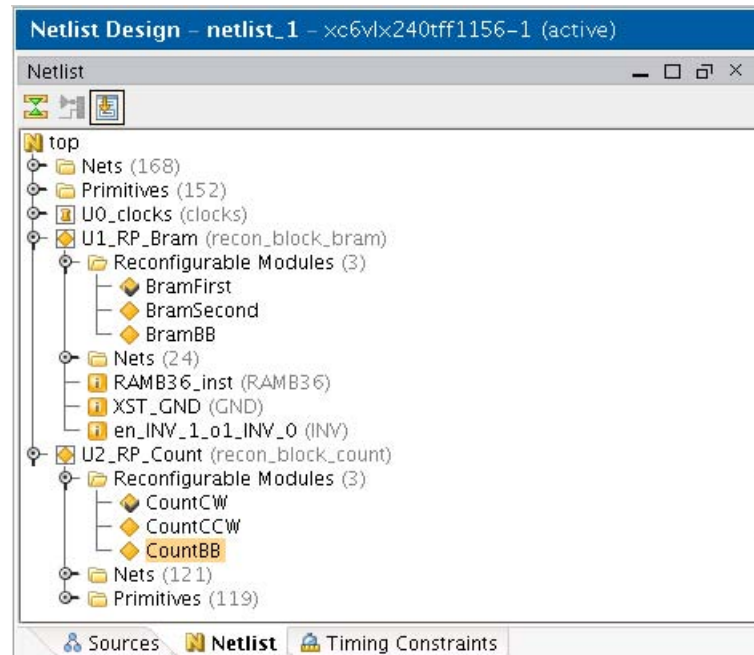 Netlist Design – netlist_1 – xc6vlx240tff1156-1 (active)
Netlist
top
Nets (168)
Primitives (152)
U0_clocks (clocks)
U1_RP_Bram (recon_block_bram)
Reconfigurable Modules (3)
BramFirst
BramSecond
BramBB
Nets (24)
RAMB36_inst (RAMB36)
XST_GND (GND)
en_INV_1_o1_INV_0 (INV)
U2_RP_Count (recon_block_count)
Reconfigurable Modules (3)
CountCW
CountCCW
CountBB
Nets (121)
Primitives (119)
Sources Netlist Timing Constraints